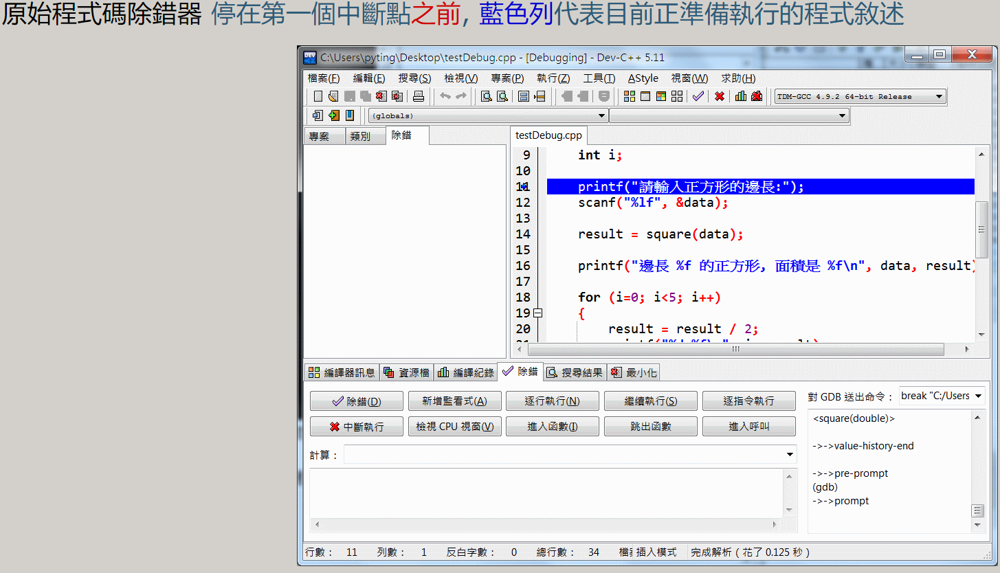 原始程式碼除錯器 停在第一個中斷點之前, 藍色列代表目前正準備執行的程式敘述
C:\Users\pyting\Desktop\testDebug.cpp - [Debugging] - Dev-C++ 5.11
檔案(F) 編輯(E) 搜尋(S) 檢視(V) 專案(P) 執行(Z) 工具(T) AStyle 視窗(W) 求助(H)
TDM-GCC 4.9.2 64-bit Release
(globals)
專案 類別 除錯 testDebug.cpp
9 int i;
10
11 printf("請輸入正方形的邊長:");
12 scanf("%lf", &data);
13
14 result = square(data);
15
16 printf("邊長 %f 的正方形, 面積是 %f\n", data, result)
17
18 for (i=0; i<5; i++)
19 {
20 result = result / 2;
編譯器訊息 資源檔 編譯紀錄 除錯 搜尋結果 最小化
除錯(D) 新增監看式(A) 逐行執行(N) 繼續執行(S) 逐指令執行 對 GDB 送出命令： break "C:/Users
中斷執行 檢視 CPU 視窗(V) 進入函數(I) 跳出函數 進入呼叫
<square(double)>
->->value-history-end
計算：
->->pre-prompt
(gdb)
->->prompt
行數： 11 列數： 1 反白字數： 0 總行數： 34 插入模式 完成解析 ( 花了 0.125 秒 )